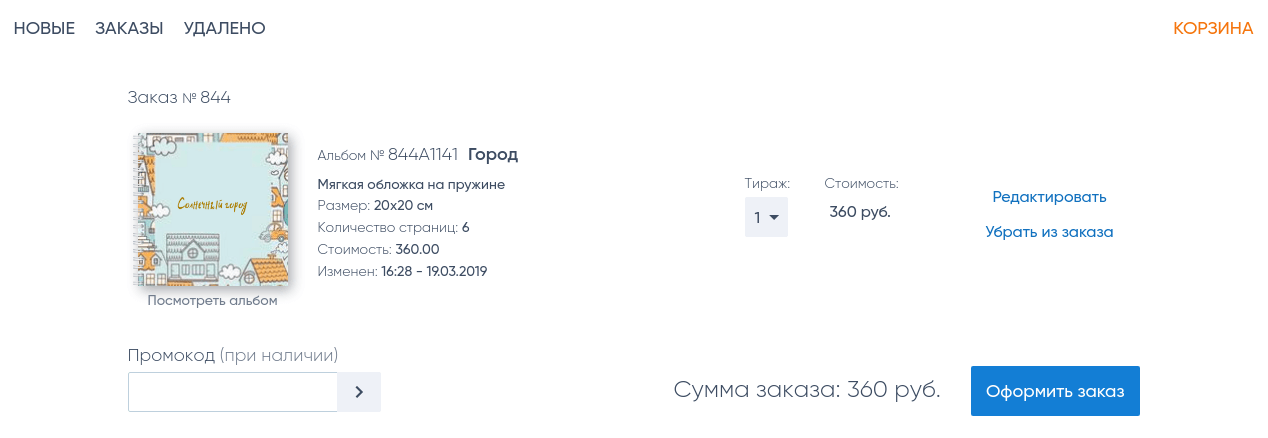 НОВЫЕ ЗАКАЗЫ УДАЛЕНО КОРЗИНА
Заказ № 844
Солнечный город
Посмотреть альбом
Альбом № 844A1141 Город
Мягкая обложка на пружине
Размер: 20x20 см
Количество страниц: 6
Стоимость: 360.00
Изменен: 16:28 - 19.03.2019
Тираж:
1
Стоимость:
360 руб.
Редактировать
Убрать из заказа
Промокод (при наличии)
Сумма заказа: 360 руб.
Оформить заказ